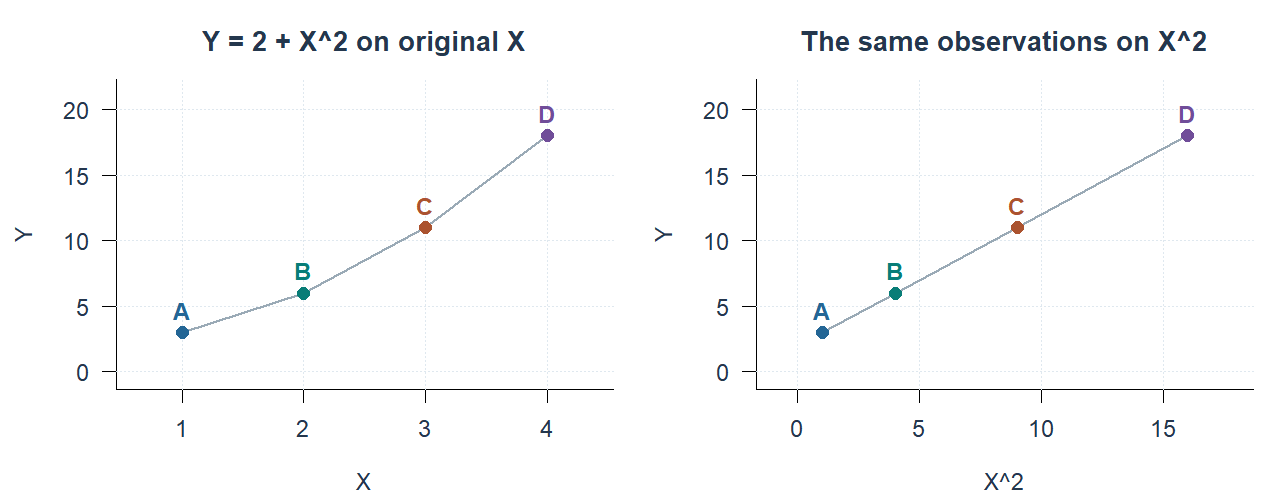 Y = 2 + X^2 on original X
20
15
10
5
0
Y
A
B
C
D
1 2 3 4
X
The same observations on X^2
20
15
10
5
0
Y
A
B
C
D
0 5 10 15
X^2